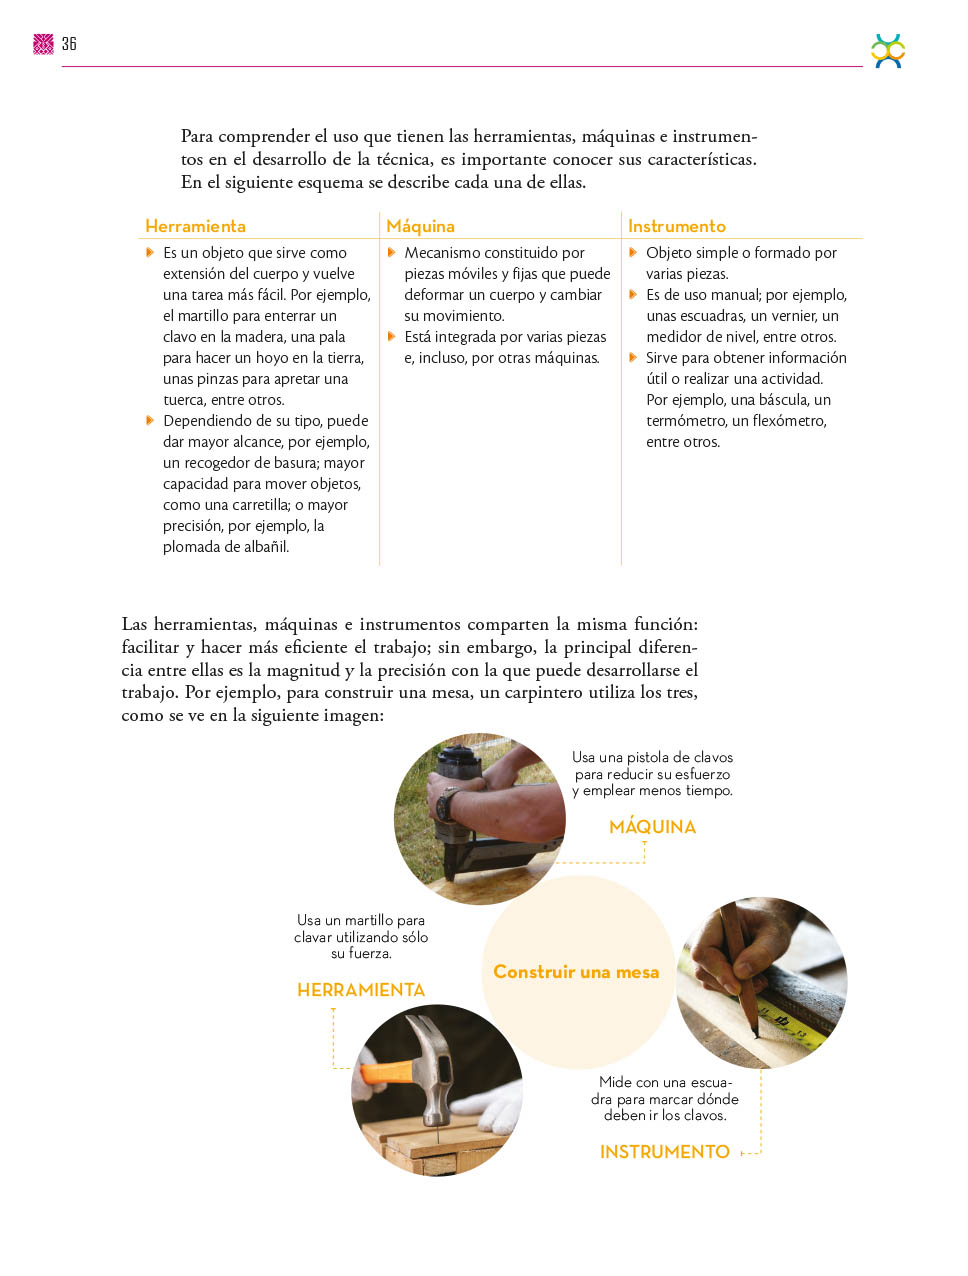 36
Para comprender el uso que tienen las herramientas, máquinas e instrumen-
tos en el desarrollo de la técnica, es importante conocer sus características.
En el siguiente esquema se describe cada una de ellas.
Herramienta
Es un objeto que sirve como
extensión del cuerpo y vuelve
una tarea más fácil. Por ejemplo,
el martillo para enterrar un
clavo en la madera, una pala
para hacer un hoyo en la tierra,
unas pinzas para apretar una
tuerca, entre otros.
Dependiendo de su tipo, puede
dar mayor alcance, por ejemplo,
un recogedor de basura; mayor
capacidad para mover objetos,
como una carretilla; o mayor
precisión, por ejemplo, la
plomada de albañil.
Máquina
Mecanismo constituido por
piezas móviles y fijas que puede
deformar un cuerpo y cambiar
su movimiento.
Está integrada por varias piezas
e, incluso, por otras máquinas.
Instrumento
Objeto simple o formado por
varias piezas.
Es de uso manual; por ejemplo,
unas escuadras, un vernier, un
medidor de nivel, entre otros.
Sirve para obtener información
útil o realizar una actividad.
Por ejemplo, una báscula, un
termómetro, un flexómetro,
entre otros.
Las herramientas, máquinas e instrumentos comparten la misma función:
facilitar y hacer más eficiente el trabajo; sin embargo, la principal diferen-
cia entre ellas es la magnitud y la precisión con la que puede desarrollarse el
trabajo. Por ejemplo, para construir una mesa, un carpintero utiliza los tres,
como se ve en la siguiente imagen:
Usa una pistola de clavos
para reducir su esfuerzo
y emplear menos tiempo.
MÁQUINA
Usa un martillo para
clavar utilizando sólo
su fuerza.
HERRAMIENTA
Construir una mesa
Mide con una escua-
dra para marcar dónde
deben ir los clavos.
INSTRUMENTO